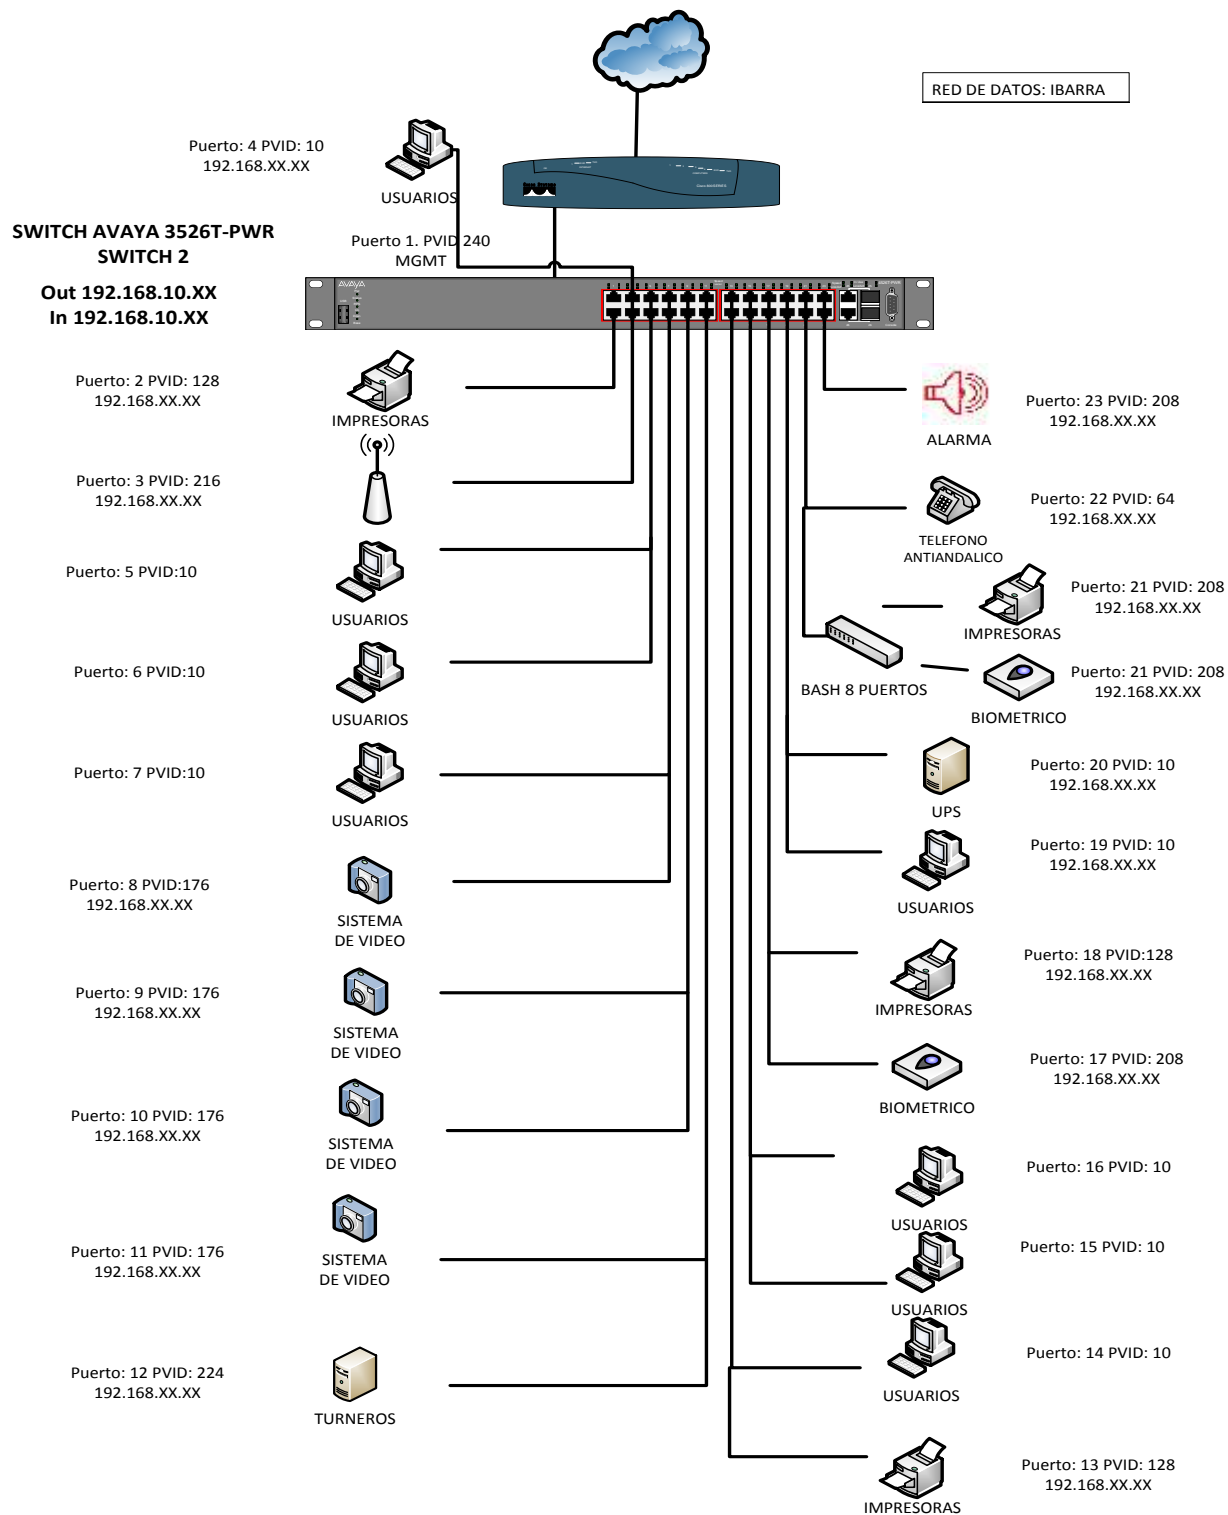 RED DE DATOS: IBARRA
Puerto: 4 PVID: 10
192.168.XX.XX
USUARIOS
SWITCH AVAYA 3526T-PWR
SWITCH 2
Out 192.168.10.XX
In 192.168.10.XX
Puerto 1. PVID 240
MGMT
AVAYA
Puerto: 2 PVID: 128
192.168.XX.XX
IMPRESORAS
Puerto: 3 PVID: 216
192.168.XX.XX
Puerto: 5 PVID:10
USUARIOS
Puerto: 6 PVID:10
USUARIOS
Puerto: 7 PVID:10
USUARIOS
Puerto: 8 PVID:176
192.168.XX.XX
SISTEMA
DE VIDEO
Puerto: 9 PVID: 176
192.168.XX.XX
SISTEMA
DE VIDEO
Puerto: 10 PVID: 176
192.168.XX.XX
SISTEMA
DE VIDEO
Puerto: 11 PVID: 176
192.168.XX.XX
SISTEMA
DE VIDEO
Puerto: 12 PVID: 224
192.168.XX.XX
TURNEROS
Puerto: 23 PVID: 208
192.168.XX.XX
ALARMA
Puerto: 22 PVID: 64
192.168.XX.XX
TELEFONO
ANTIANDALICO
Puerto: 21 PVID: 208
192.168.XX.XX
IMPRESORAS
BASH 8 PUERTOS
Puerto: 21 PVID: 208
192.168.XX.XX
BIOMETRICO
Puerto: 20 PVID: 10
192.168.XX.XX
UPS
Puerto: 19 PVID: 10
192.168.XX.XX
USUARIOS
Puerto: 18 PVID:128
192.168.XX.XX
IMPRESORAS
Puerto: 17 PVID: 208
192.168.XX.XX
BIOMETRICO
Puerto: 16 PVID: 10
USUARIOS
Puerto: 15 PVID: 10
USUARIOS
Puerto: 14 PVID: 10
USUARIOS
Puerto: 13 PVID: 128
192.168.XX.XX
IMPRESORAS